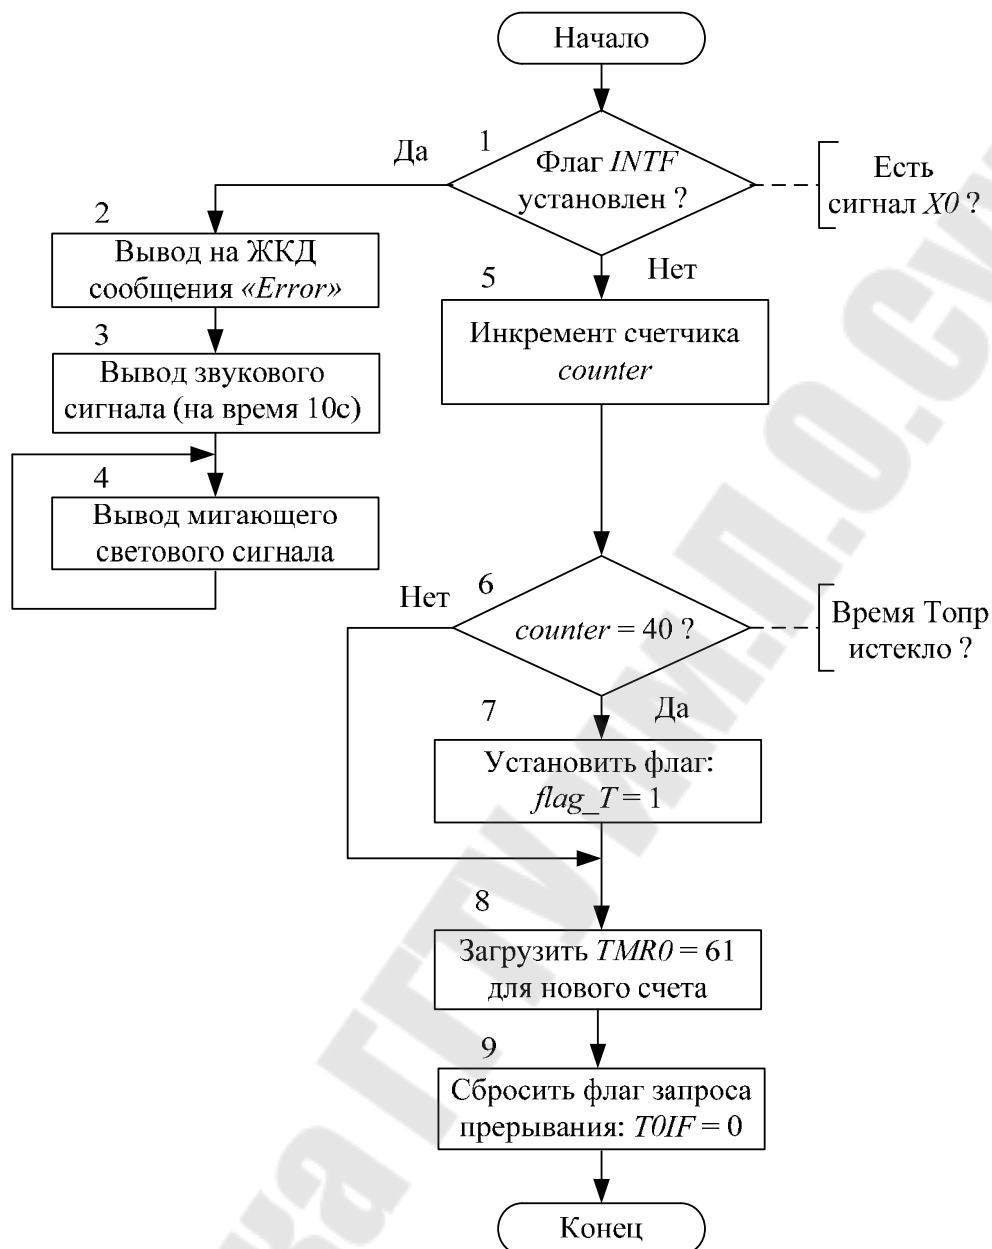 Начало
1
Да
Флаг INTF
установлен ?
Есть
сигнал X0 ?
2
Вывод на ЖКД
сообщения «Error»
Нет
5
Инкремент счетчика
counter
3
Вывод звукового
сигнала (на время 10с)
4
Вывод мигающего
светового сигнала
6
Нет
counter = 40 ?
Время Tопр
истекло ?
Да
7
Установить флаг:
flag_T = 1
8
Загрузить TMR0 = 61
для нового счета
9
Сбросить флаг запроса
прерывания: T0IF = 0
Конец